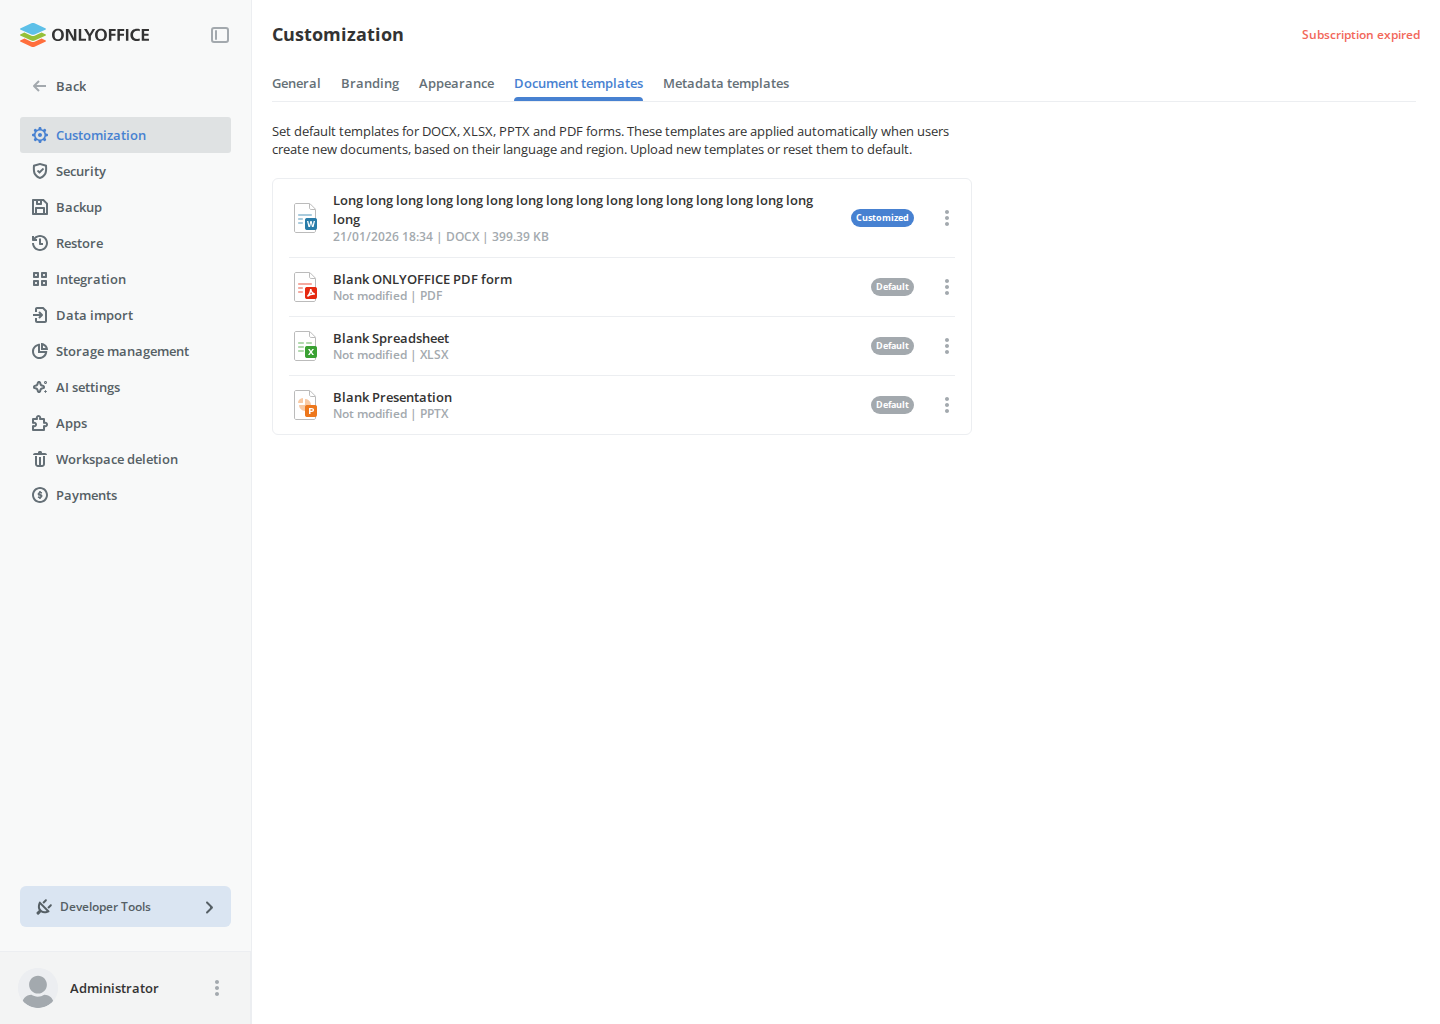 ONLYOFFICE
Back
Customization
Security
Backup
Restore
Integration
Data import
Storage management
AI settings
Apps
Workspace deletion
Payments
Developer Tools
Administrator
Customization
Subscription expired
General Branding Appearance Document templates Metadata templates
Set default templates for DOCX, XLSX, PPTX and PDF forms. These templates are applied automatically when users
create new documents, based on their language and region. Upload new templates or reset them to default.
Long long long long long long long long long long long long long long long long
long
21/01/2026 18:34 | DOCX | 399.39 KB
Customized
Blank ONLYOFFICE PDF form
Not modified | PDF
Default
Blank Spreadsheet
Not modified | XLSX
Default
Blank Presentation
Not modified | PPTX
Default